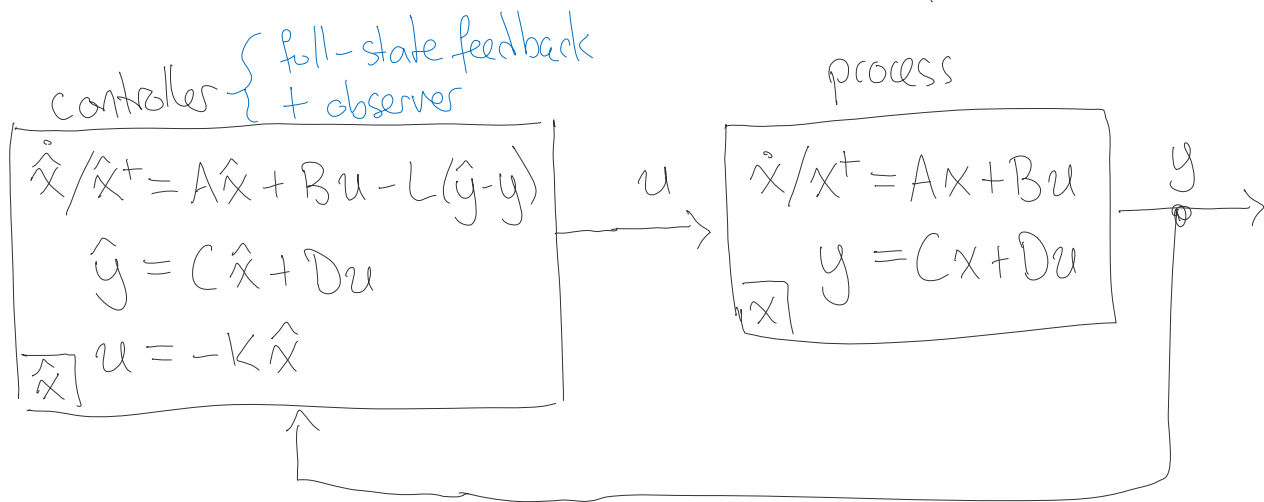 full-state feedback
controller { + observer
process
x̂̇/x̂⁺ = Ax̂ + Bu - L(ŷ-y)
ŷ = Cx̂ + Du
u = -Kx̂
x̂
u
ẋ/x⁺ = Ax + Bu
y = Cx + Du
x
y